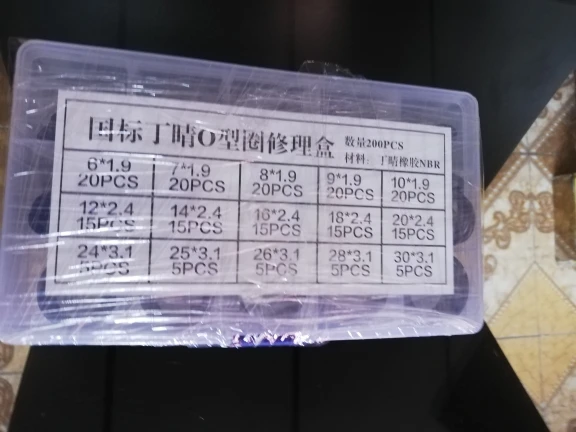 国标丁晴O型圈修理盒 数量200PCS
材料：丁晴橡胶NBR
6*1.9 7*1.9 8*1.9 9*1.9 10*1.9
20PCS 20PCS 20PCS 20PCS 20PCS
12*2.4 14*2.4 16*2.4 18*2.4 20*2.4
15PCS 15PCS 15PCS 15PCS 15PCS
24*3.1 25*3.1 26*3.1 28*3.1 30*3.1
5PCS 5PCS 5PCS 5PCS 5PCS